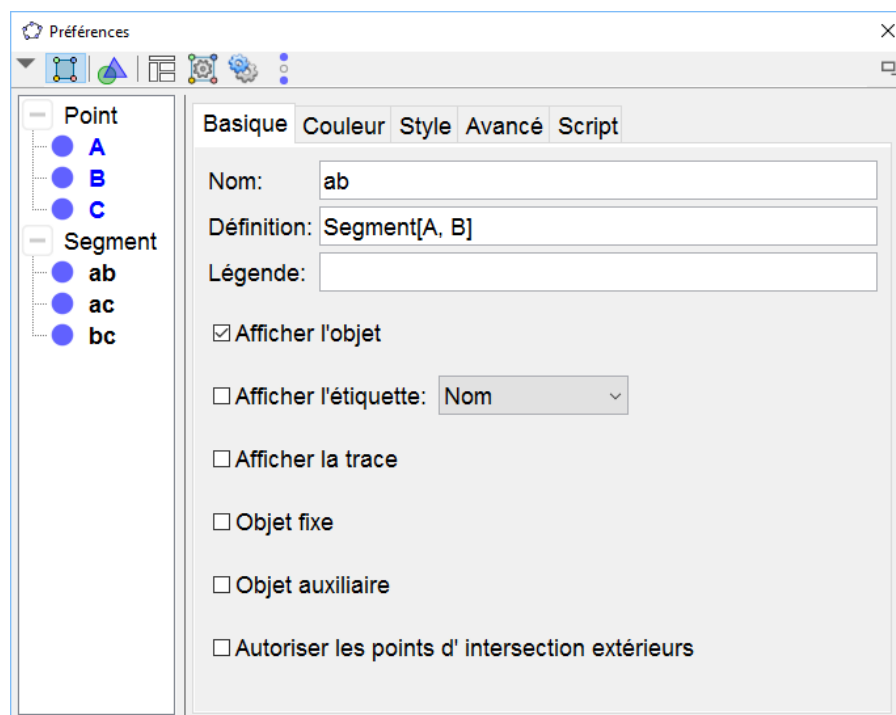 Préférences
Point
A
B
C
Segment
ab
ac
bc
Basique Couleur Style Avancé Script
Nom: ab
Définition: Segment[A, B]
Légende:
Afficher l'objet
Afficher l'étiquette: Nom
Afficher la trace
Objet fixe
Objet auxiliaire
Autoriser les points d' intersection extérieurs